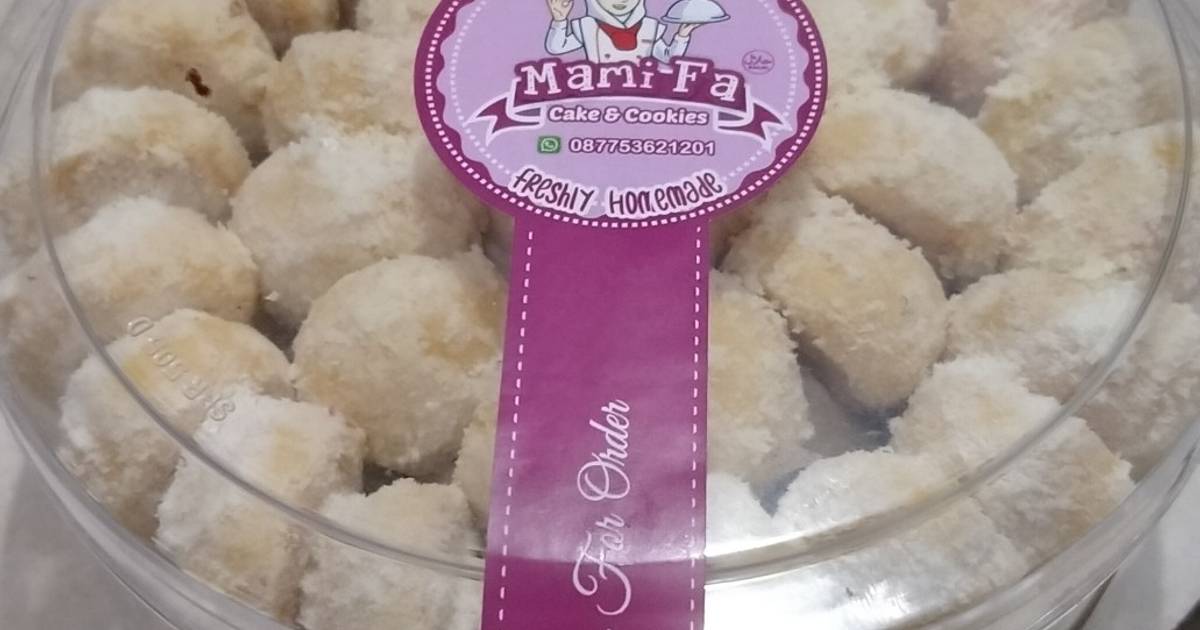 Mami-Fa
Cake & Cookies
087753621201
FRESHLY HOMEMADE
For Order